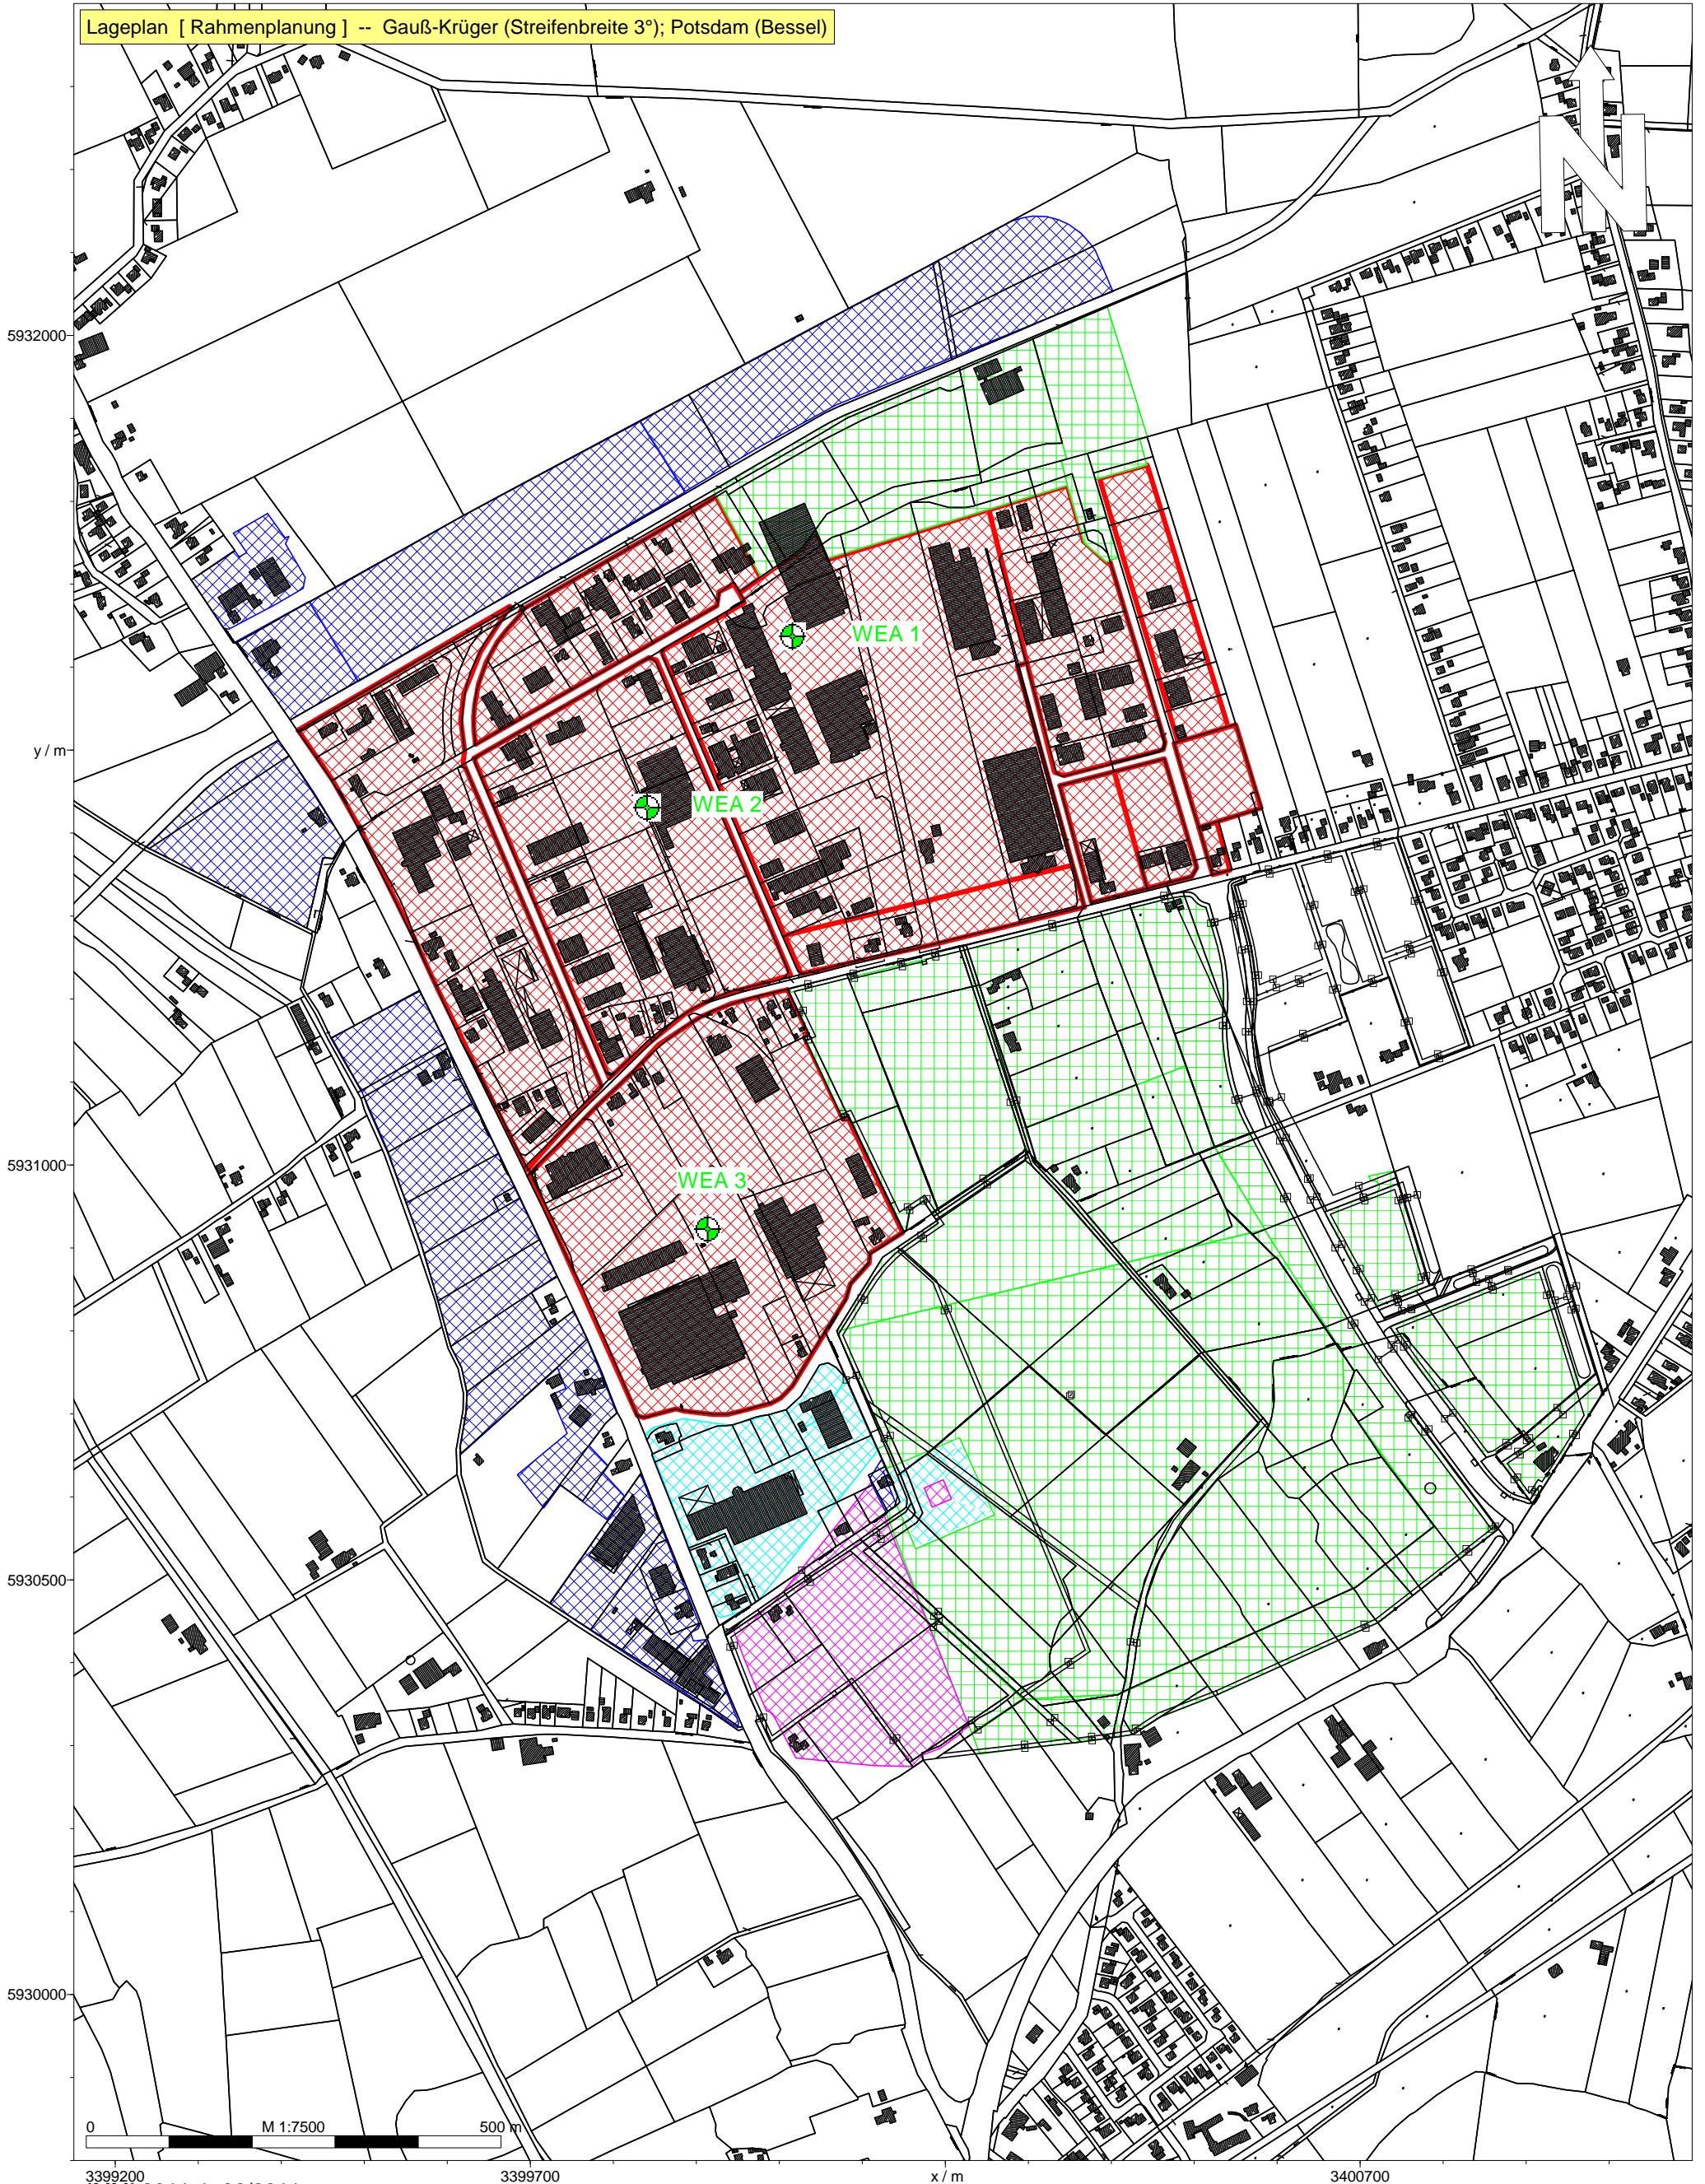 Lageplan [ Rahmenplanung ] -- Gauß-Krüger (Streifenbreite 3°); Potsdam (Bessel)
N
5932000
WEA 1
y / m
WEA 2
WEA 3
5931000
5930500
5930000
0 M 1:7500 500 m
3399200 3399700 x / m 3400700